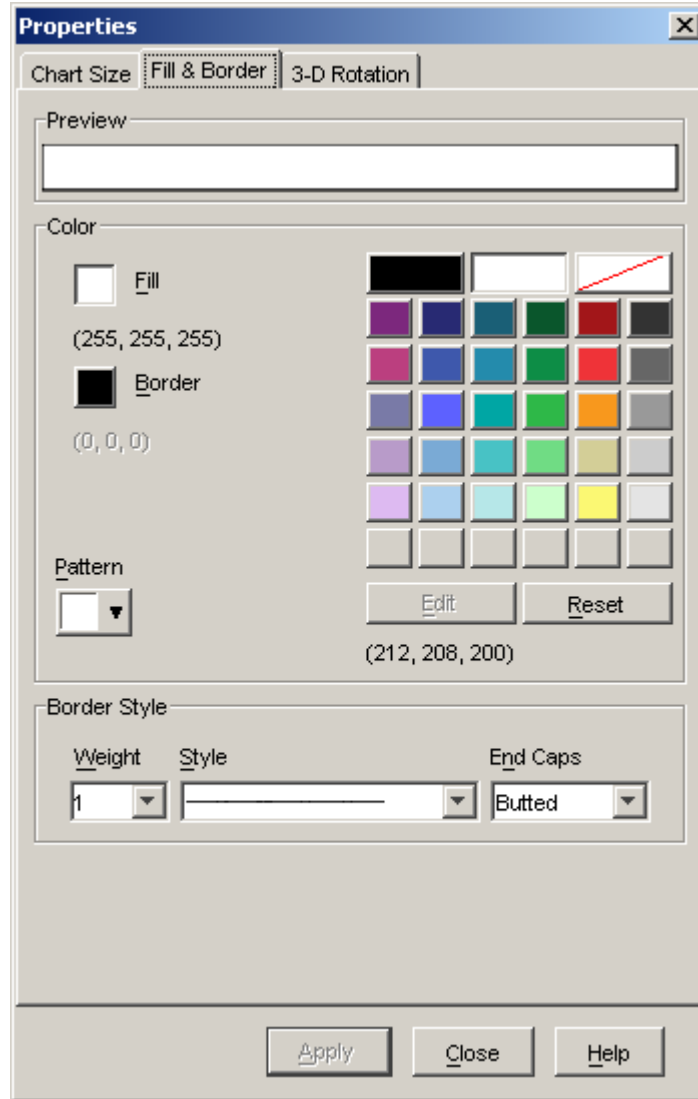 Properties
Chart Size Fill & Border 3-D Rotation
Preview
Color
Fill
(255, 255, 255)
Border
(0, 0, 0)
Pattern
Edit Reset
(212, 208, 200)
Border Style
Weight Style End Caps
1 Butted
Apply Close Help